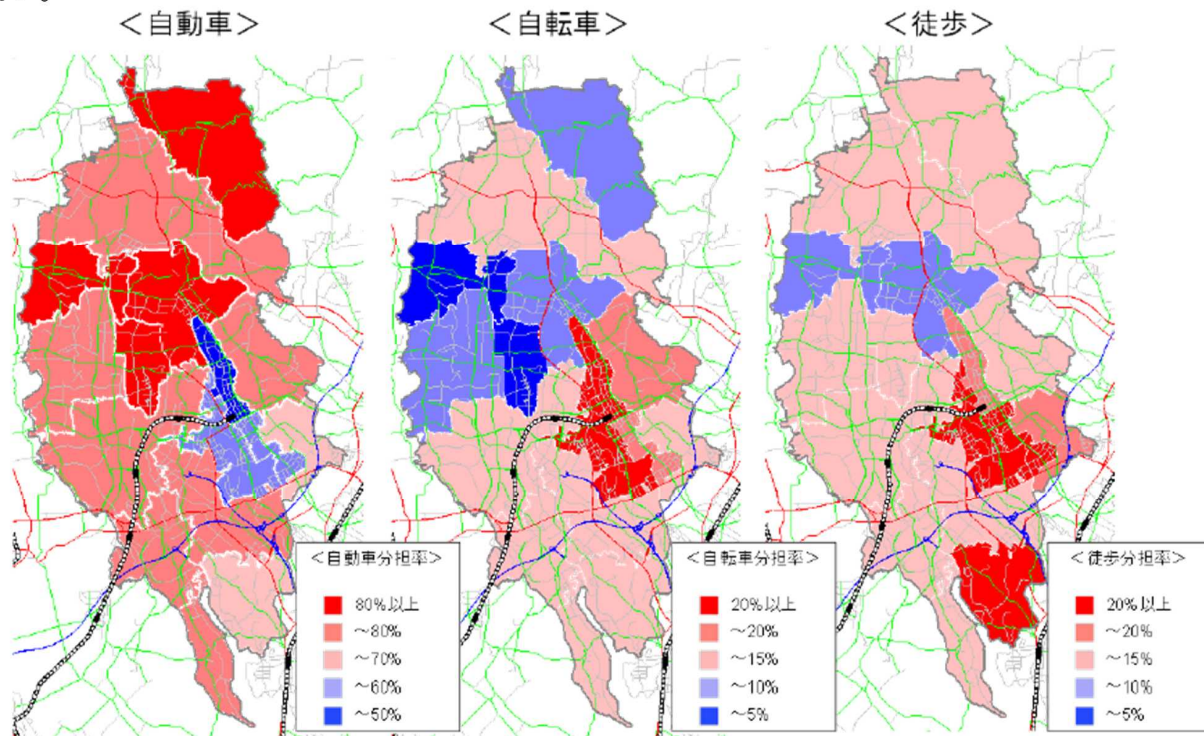 ＜自動車＞
＜自転車＞
＜徒歩＞
＜自動車分担率＞
80%以上
～80%
～70%
～60%
～50%
＜自転車分担率＞
20%以上
～20%
～15%
～10%
～5%
＜徒歩分担率＞
20%以上
～20%
～15%
～10%
～5%